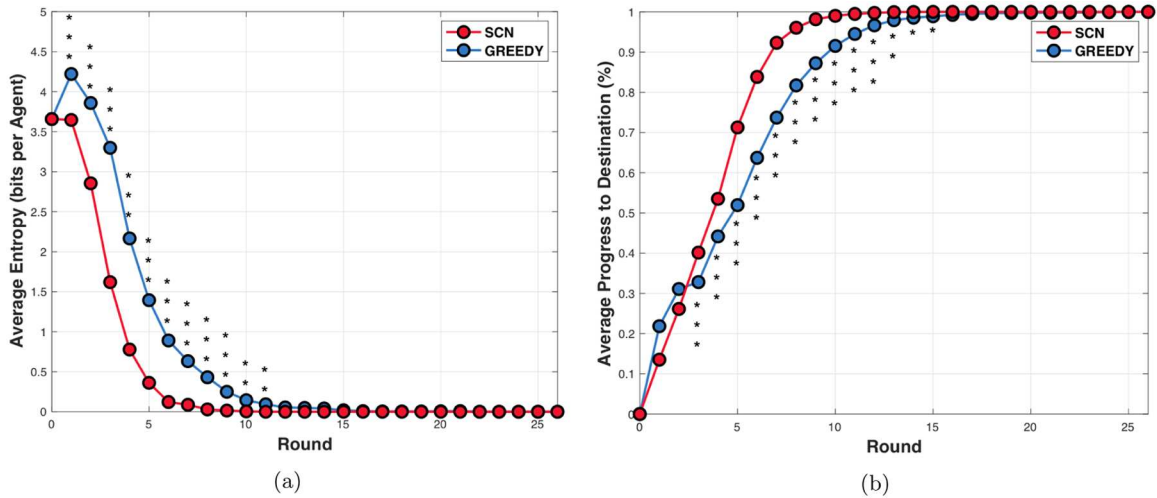 SCN
GREEDY
Average Entropy (bits per Agent)
5
4.5
4
3.5
3
2.5
2
1.5
1
0.5
0
0 5 10 15 20 25
Round
(a)
SCN
GREEDY
Average Progress to Destination (%)
1
0.9
0.8
0.7
0.6
0.5
0.4
0.3
0.2
0.1
0
0 5 10 15 20 25
Round
(b)